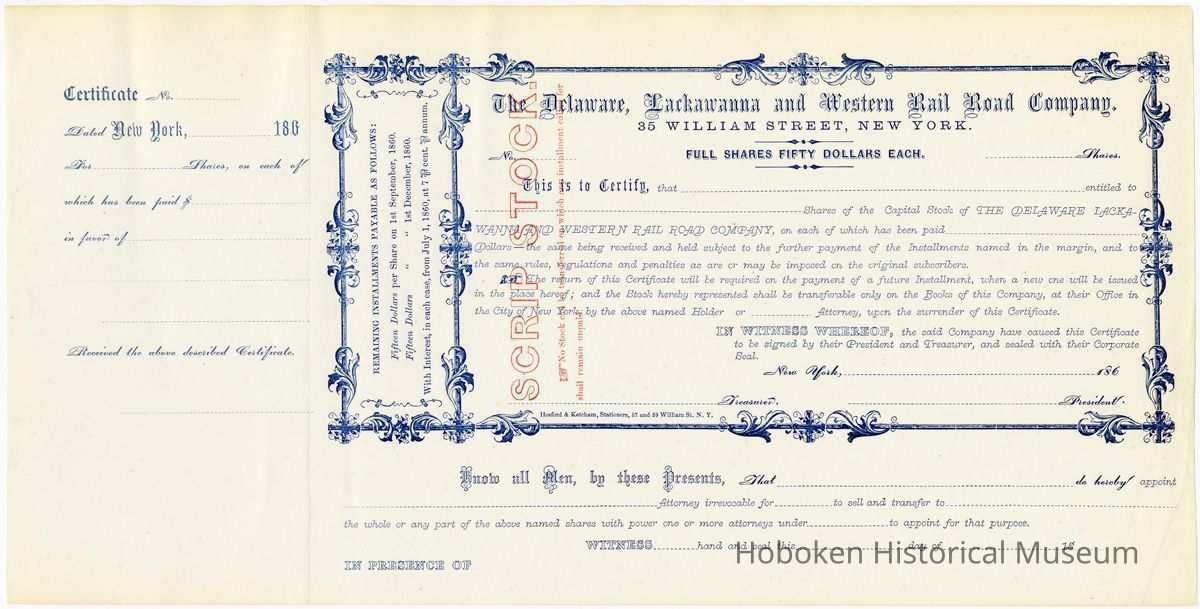 Certificate No.
Dated New York, 186
For Shares, on each of
which has been paid $
in favor of
Received the above described Certificate.
REMAINING INSTALMENTS PAYABLE AS FOLLOWS:
Fifteen Dollars per Share on 1st September, 1860.
Fifteen Dollars " " 1st December, 1860.
With Interest, in each case, from July 1, 1860, at 7 ⅌ cent. ⅌ annum.
SCRIP STOCK.
☞ No Stock can be transferred on which any installment called for
shall remain unpaid.
The Delaware, Lackawanna and Western Rail Road Company.
35 WILLIAM STREET, NEW YORK.
No. FULL SHARES FIFTY DOLLARS EACH. Shares.
This is to Certify, that entitled to
Shares of the Capital Stock of THE DELAWARE LACKA-
WANNA AND WESTERN RAIL ROAD COMPANY, on each of which has been paid
Dollars—the same being received and held subject to the further payment of the Installments named in the margin, and to
the same rules, regulations and penalties as are or may be imposed on the original subscribers.
☞ The return of this Certificate will be required on the payment of a future Installment, when a new one will be issued
in the place hereof; and the Stock hereby represented shall be transferable only on the Books of this Company, at their Office in
the City of New York, by the above named Holder or Attorney, upon the surrender of this Certificate.
IN WITNESS WHEREOF, the said Company have caused this Certificate
to be signed by their President and Treasurer, and sealed with their Corporate
Seal.
New York, 186
Treasurer. President.
Hosford & Ketcham, Stationers, 57 and 59 William St. N. Y.
Know all Men, by these Presents, That do hereby appoint
Attorney irrevocable for to sell and transfer to
the whole or any part of the above named shares with power one or more attorneys under to appoint for that purpose.
WITNESS hand and seal this day of 18
IN PRESENCE OF
Hoboken Historical Museum